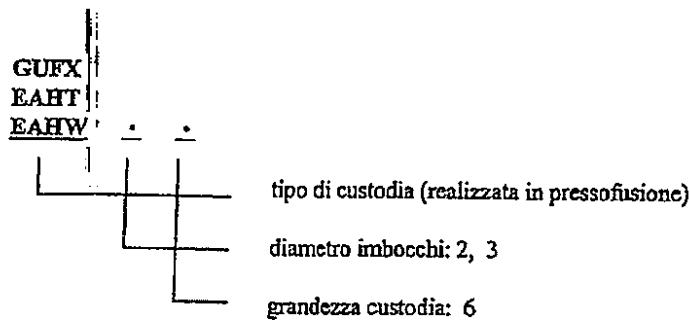 GUFX
EAHT
EAHW . .
tipo di custodia (realizzata in pressofusione)
diametro imbocchi: 2, 3
grandezza custodia: 6